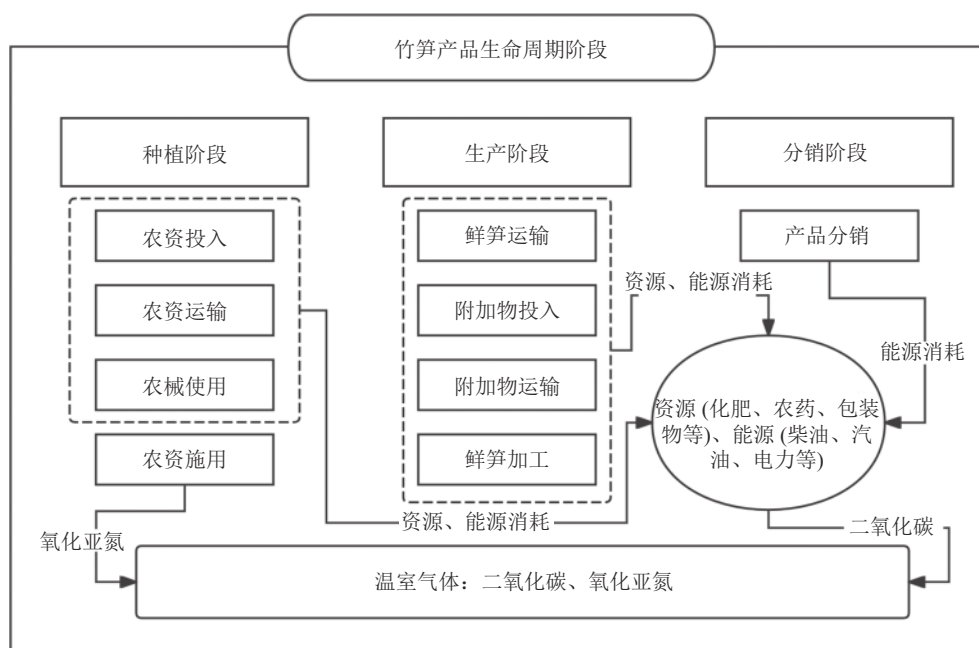 竹笋产品生命周期阶段
种植阶段
生产阶段
分销阶段
农资投入
农资运输
农械使用
农资施用
鲜笋运输
附加物投入
附加物运输
鲜笋加工
产品分销
资源、能源消耗
能源消耗
资源 (化肥、农药、包装
物等)、能源 (柴油、汽
油、电力等)
资源、能源消耗
氧化亚氮
二氧化碳
温室气体：二氧化碳、氧化亚氮